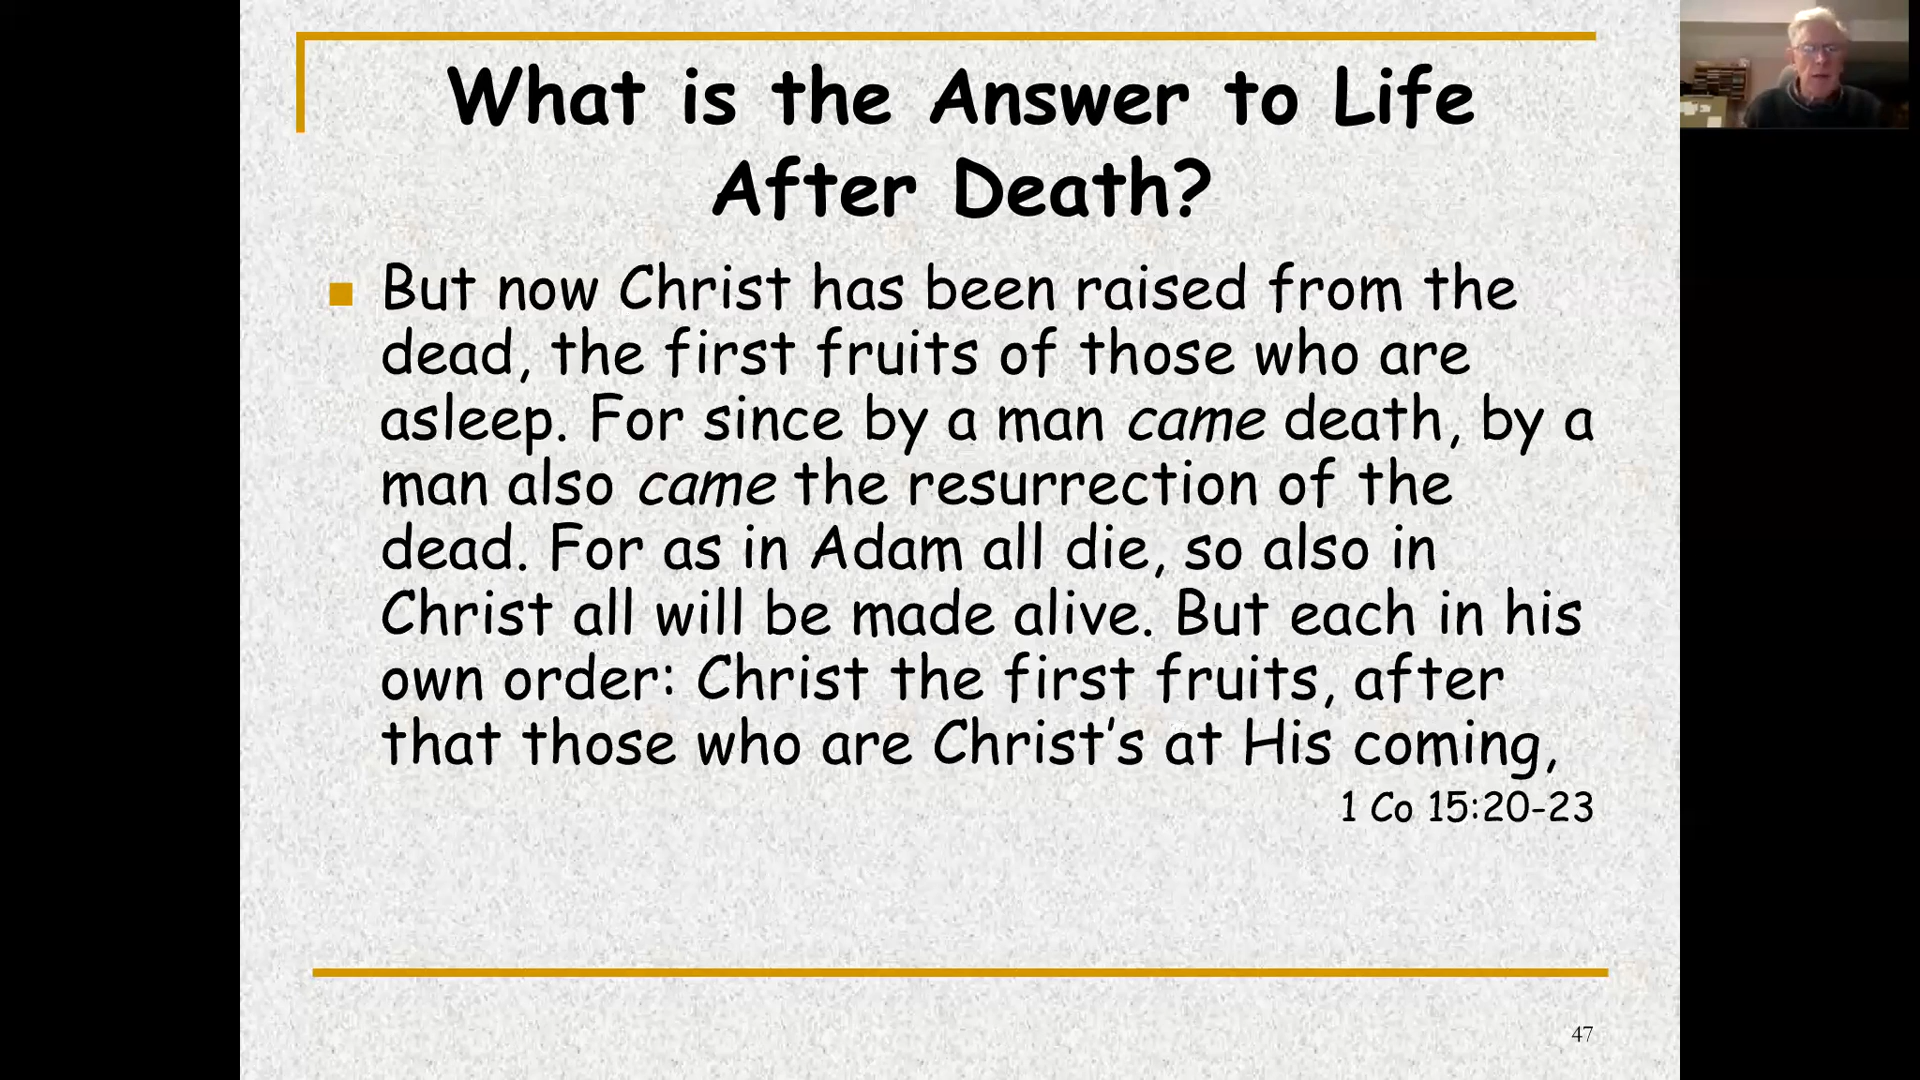 What is the Answer to Life
After Death?
But now Christ has been raised from the
dead, the first fruits of those who are
asleep. For since by a man came death, by a
man also came the resurrection of the
dead. For as in Adam all die, so also in
Christ all will be made alive. But each in his
own order: Christ the first fruits, after
that those who are Christ’s at His coming,
1 Co 15:20-23
47